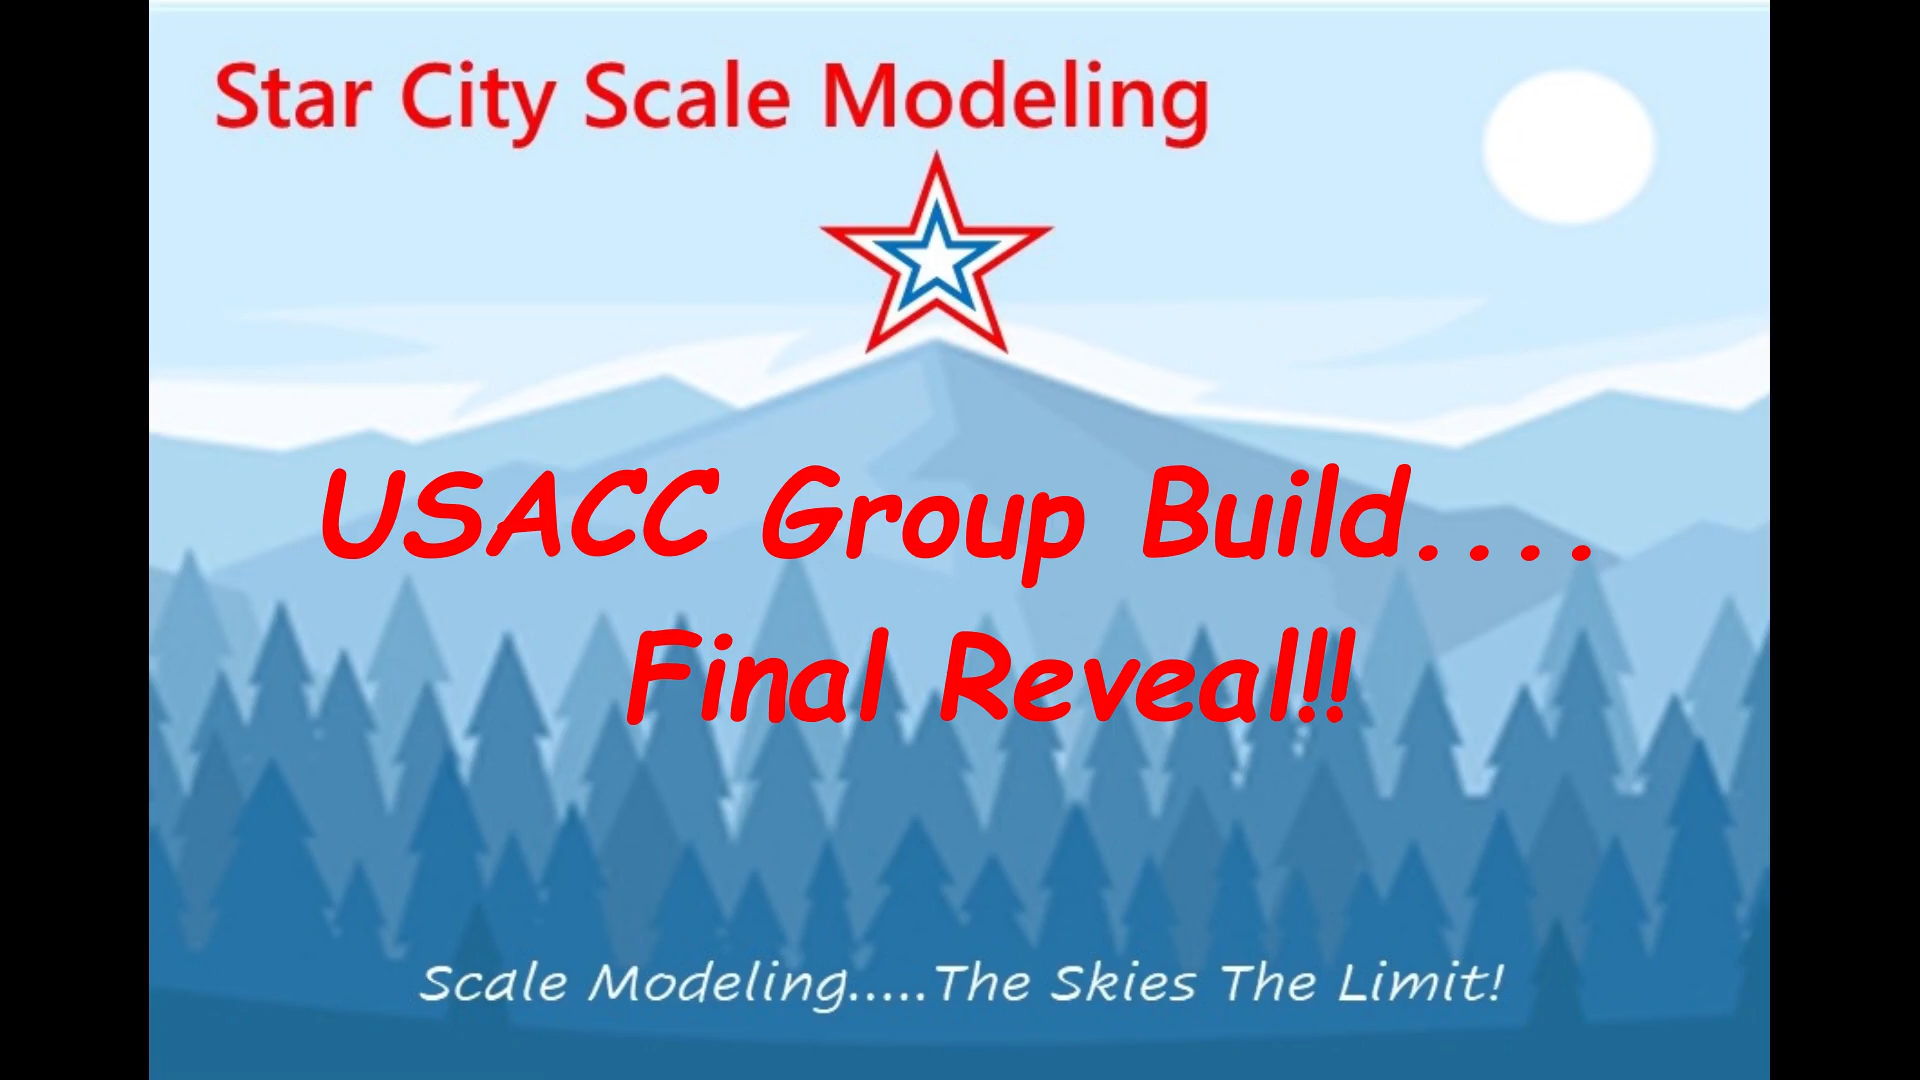 Star City Scale Modeling
USACC Group Build....
Final Reveal!!!
Scale Modeling.....The Skies The Limit!